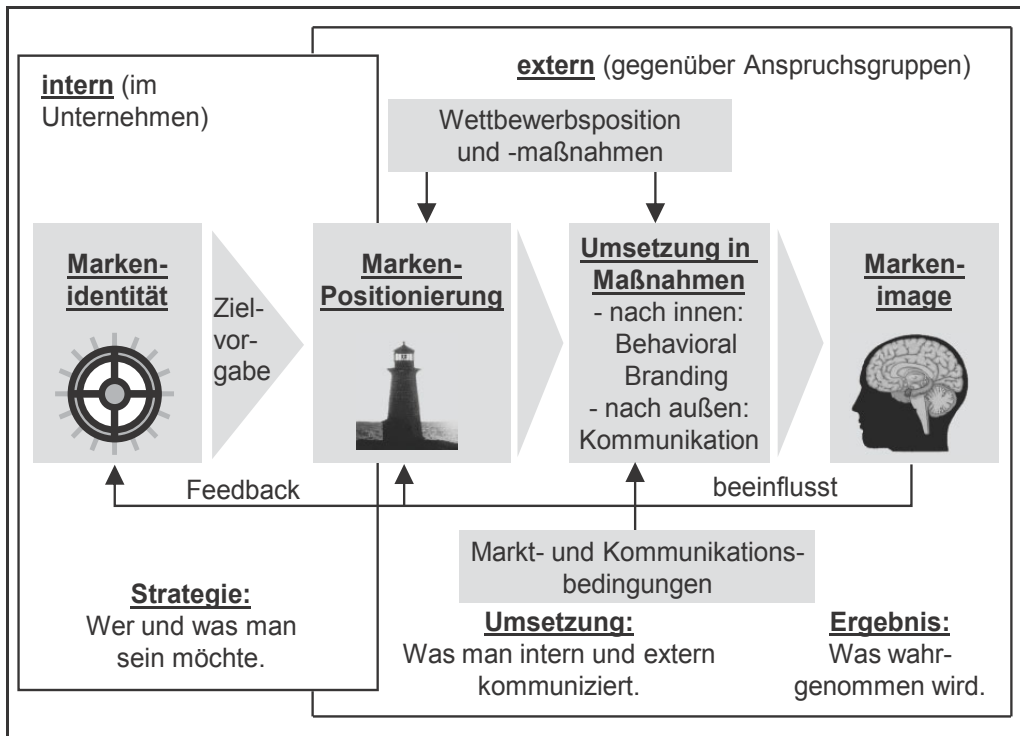 intern (im
Unternehmen)
extern (gegenüber Anspruchsgruppen)
Wettbewerbsposition
und -maßnahmen
Marken-
identität
Ziel-
vor-
gabe
Marken-
Positionierung
Umsetzung in
Maßnahmen
- nach innen:
Behavioral
Branding
- nach außen:
Kommunikation
Marken-
image
Feedback
beeinflusst
Markt- und Kommunikations-
bedingungen
Strategie:
Wer und was man
sein möchte.
Umsetzung:
Was man intern und extern
kommuniziert.
Ergebnis:
Was wahr-
genommen wird.